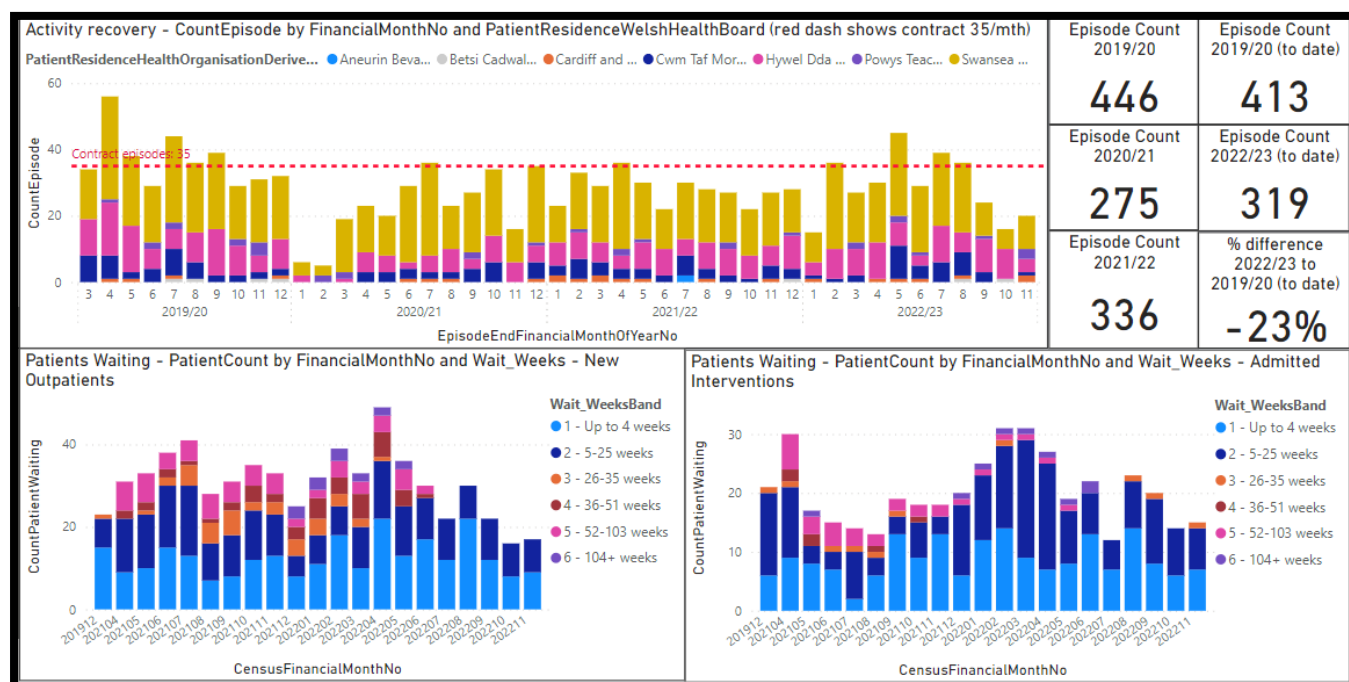 Activity recovery - CountEpisode by FinancialMonthNo and PatientResidenceWelshHealthBoard (red dash shows contract 35/mth)
PatientResidenceHealthOrganisationDerive... Aneurin Beva... Betsi Cadwal... Cardiff and ... Cwm Taf Mor... Hywel Dda ... Powys Teac... Swansea ...
60
40
20
0
CountEpisode
Contract episodes: 35
3 4 5 6 7 8 9 10 11 12 1 2 3 4 5 6 7 8 9 10 11 12 1 2 3 4 5 6 7 8 9 10 11 12 1 2 3 4 5 6 7 8 9 10 11
2019/20 2020/21 2021/22 2022/23
EpisodeEndFinancialMonthOfYearNo
Episode Count
2019/20
446
Episode Count
2019/20 (to date)
413
Episode Count
2020/21
275
Episode Count
2022/23 (to date)
319
Episode Count
2021/22
336
% difference
2022/23 to
2019/20 (to date)
-23%
Patients Waiting - PatientCount by FinancialMonthNo and Wait_Weeks - New
Outpatients
40
20
0
CountPatientWaiting
201912 202104 202105 202106 202107 202108 202109 202110 202111 202112 202201 202202 202203 202204 202205 202206 202207 202208 202209 202210 202211
CensusFinancialMonthNo
Wait_WeeksBand
1 - Up to 4 weeks
2 - 5-25 weeks
3 - 26-35 weeks
4 - 36-51 weeks
5 - 52-103 weeks
6 - 104+ weeks
Patients Waiting - PatientCount by FinancialMonthNo and Wait_Weeks - Admitted
Interventions
30
20
10
0
CountPatientWaiting
201912 202104 202105 202106 202107 202108 202109 202110 202111 202112 202201 202202 202203 202204 202205 202206 202207 202208 202209 202210 202211
CensusFinancialMonthNo
Wait_WeeksBand
1 - Up to 4 weeks
2 - 5-25 weeks
3 - 26-35 weeks
4 - 36-51 weeks
5 - 52-103 weeks
6 - 104+ weeks